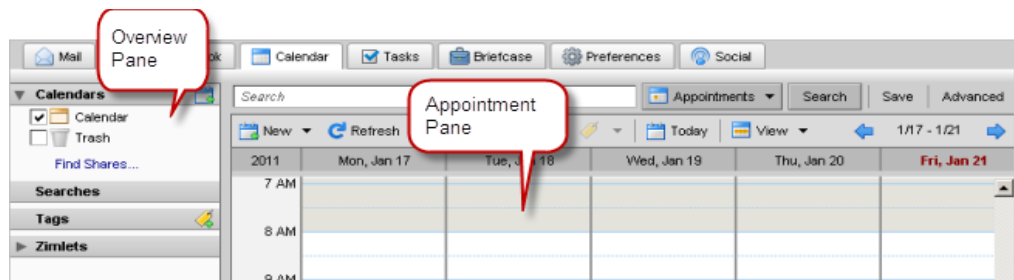 Overview
Pane
Mail
ok
Calendar
Tasks
Briefcase
Preferences
Social
Calendars
Calendar
Trash
Find Shares...
Searches
Tags
Zimlets
Search
Appointments
Search
Save
Advanced
Appointment
Pane
New
Refresh
Today
View
1/17 - 1/21
2011
Mon, Jan 17
Tue, Jan 18
Wed, Jan 19
Thu, Jan 20
Fri, Jan 21
7 AM
8 AM
9 AM